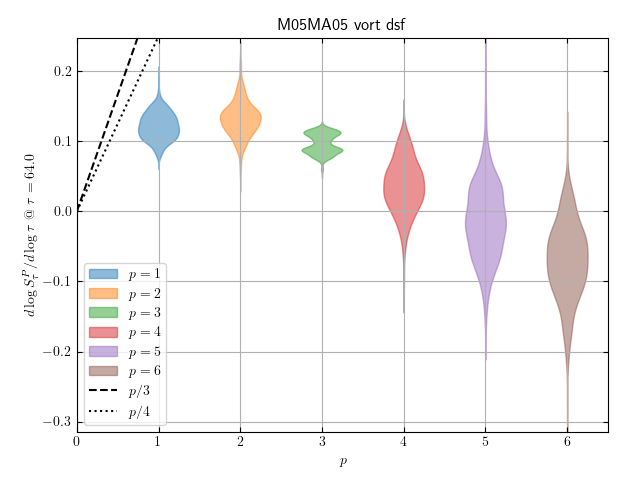 M05MA05 vort dsf
d log S_τ^P / d log τ @ τ = 64.0
0.2
0.1
0.0
−0.1
−0.2
−0.3
p = 1
p = 2
p = 3
p = 4
p = 5
p = 6
p/3
p/4
0 1 2 3 4 5 6
p